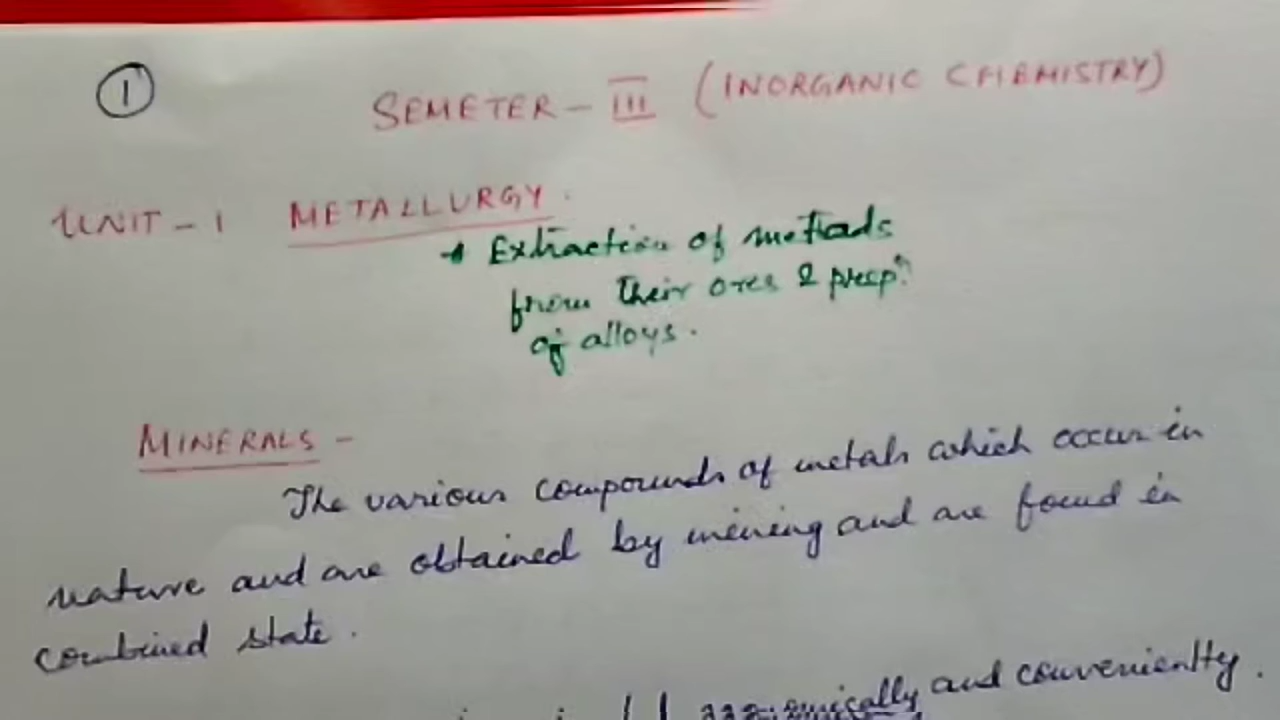 1
SEMETER - III (INORGANIC CHEMISTRY)
UNIT - 1 METALLURGY.
→ Extraction of metads
from their ores & prepn.
of alloys.
MINERALS -
The various compounds of metals which occur in
nature and are obtained by mining and are found in
combined state.
and conveniently.